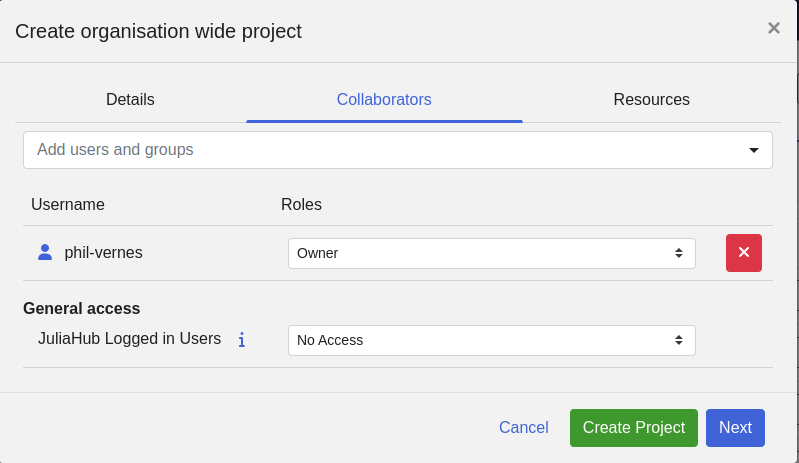 Create organisation wide project
×
Details Collaborators Resources
Add users and groups
Username Roles
phil-vernes Owner
General access
JuliaHub Logged in Users i No Access
Cancel Create Project Next